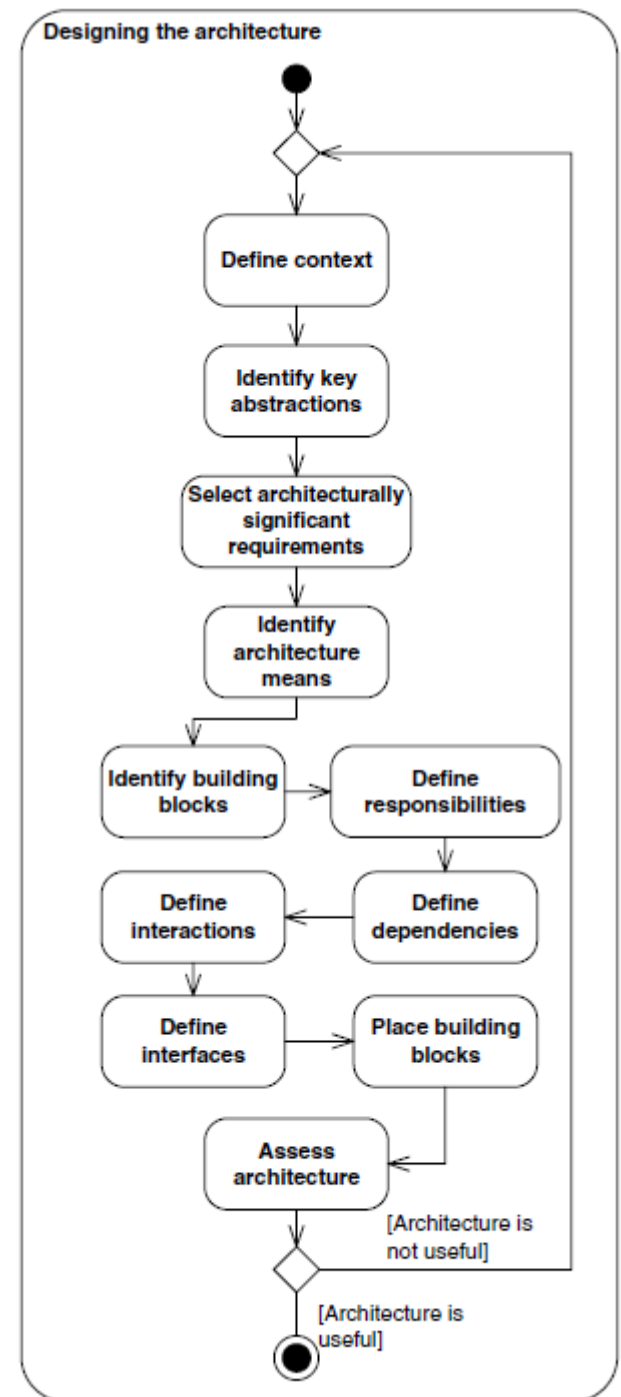 Designing the architecture
Define context
Identify key
abstractions
Select architecturally
significant
requirements
Identify
architecture
means
Identify building
blocks
Define
responsibilities
Define
interactions
Define
dependencies
Define
interfaces
Place building
blocks
Assess
architecture
[Architecture is
not useful]
[Architecture is
useful]